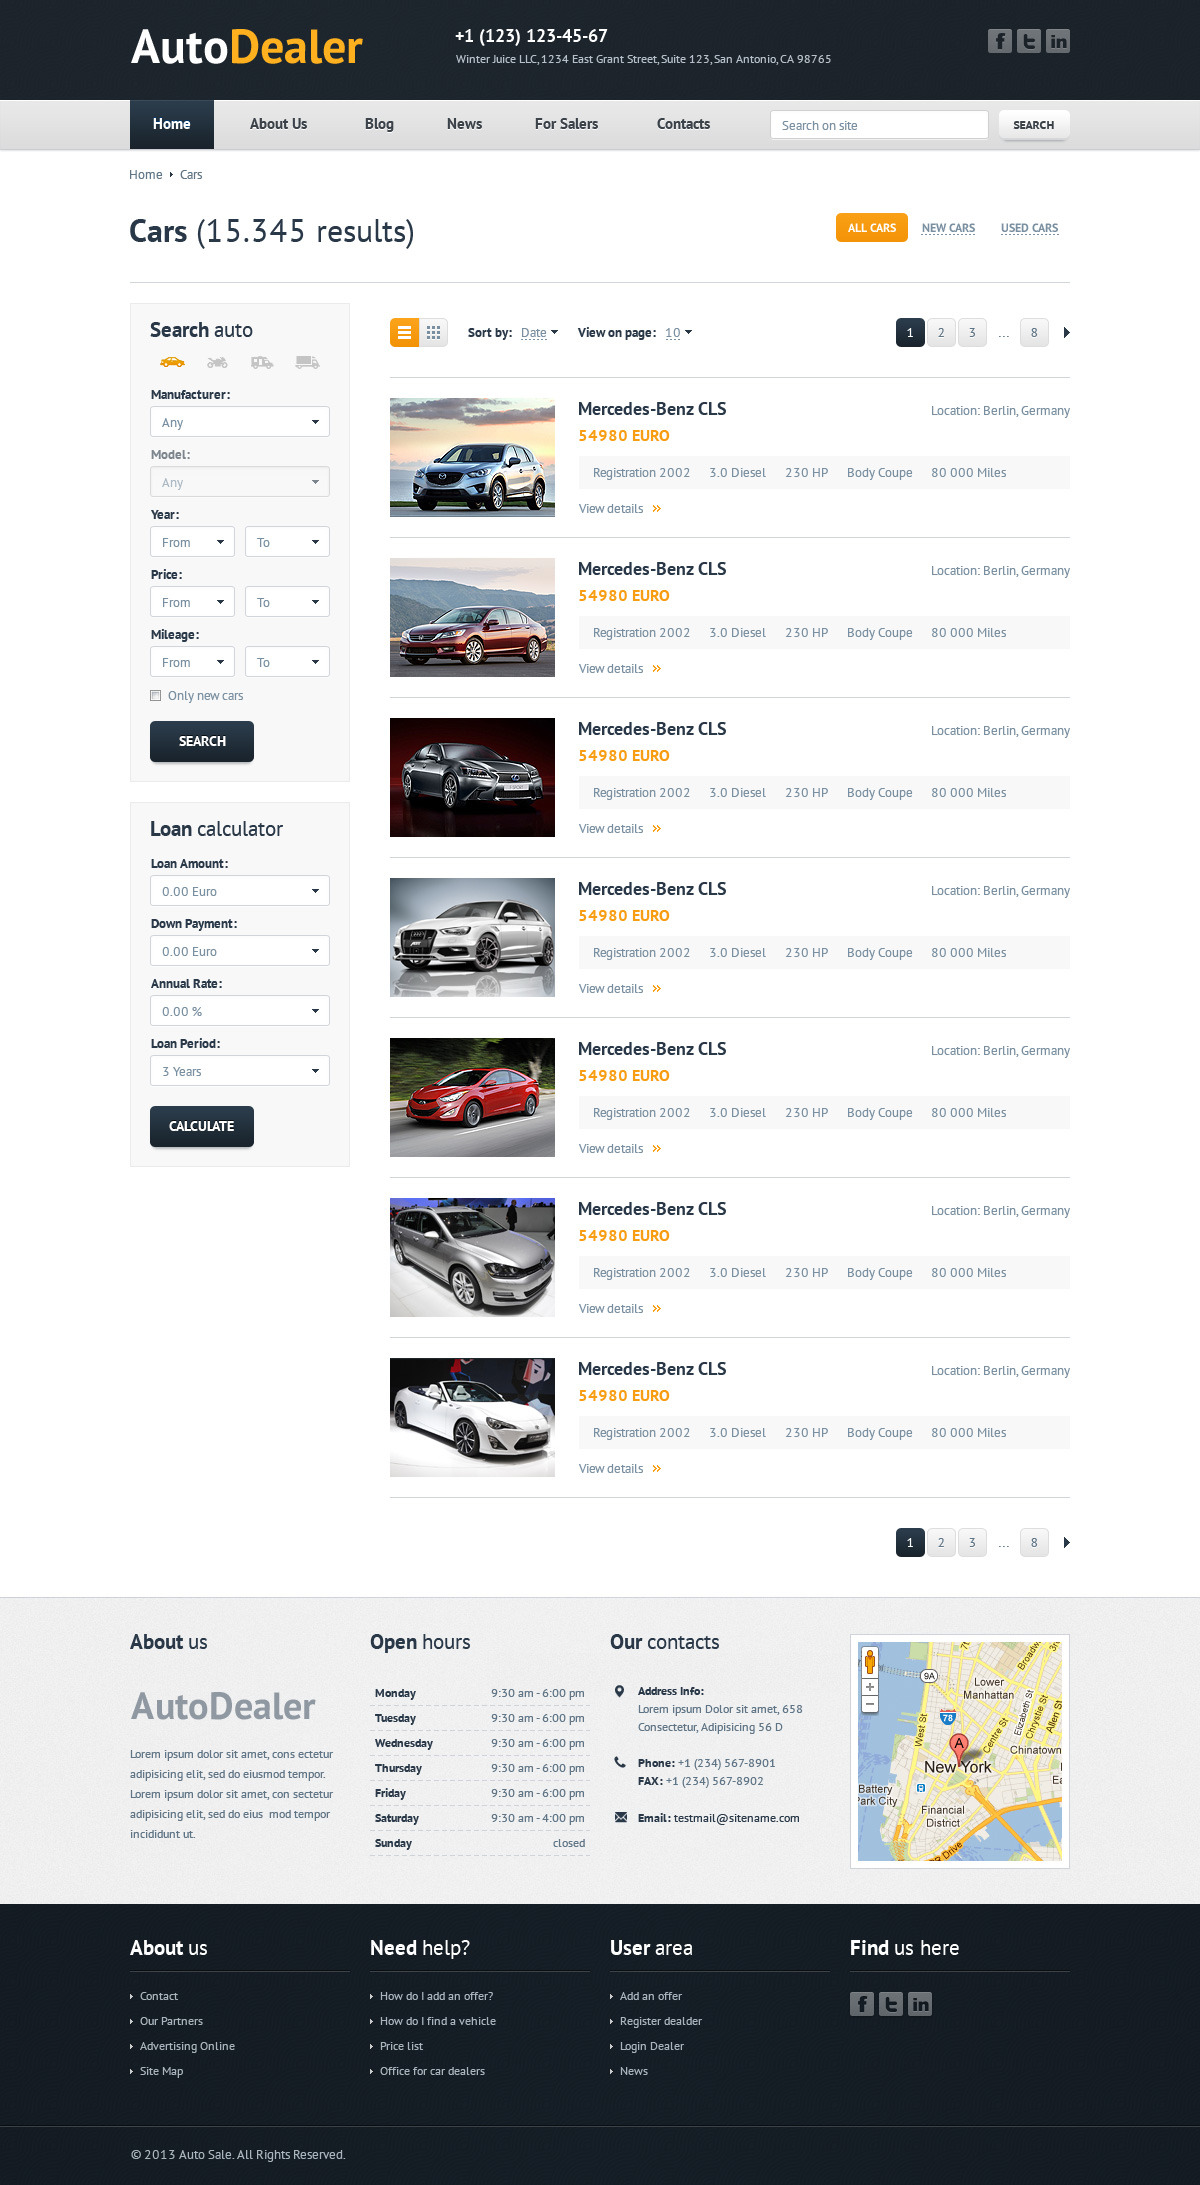 AutoDealer
+1 (123) 123-45-67
Winter Juice LLC, 1234 East Grant Street, Suite 123, San Antonio, CA 98765
Home About Us Blog News For Salers Contacts Search on site SEARCH
Home Cars
Cars (15.345 results)
ALL CARS NEW CARS USED CARS
Search auto
Manufacturer:
Any
Model:
Any
Year:
From To
Price:
From To
Mileage:
From To
Only new cars
SEARCH
Loan calculator
Loan Amount:
0.00 Euro
Down Payment:
0.00 Euro
Annual Rate:
0.00 %
Loan Period:
3 Years
CALCULATE
Sort by: Date View on page: 10 1 2 3 ... 8
Mercedes-Benz CLS Location: Berlin, Germany
54980 EURO
Registration 2002 3.0 Diesel 230 HP Body Coupe 80 000 Miles
View details
Mercedes-Benz CLS Location: Berlin, Germany
54980 EURO
Registration 2002 3.0 Diesel 230 HP Body Coupe 80 000 Miles
View details
Mercedes-Benz CLS Location: Berlin, Germany
54980 EURO
Registration 2002 3.0 Diesel 230 HP Body Coupe 80 000 Miles
View details
Mercedes-Benz CLS Location: Berlin, Germany
54980 EURO
Registration 2002 3.0 Diesel 230 HP Body Coupe 80 000 Miles
View details
Mercedes-Benz CLS Location: Berlin, Germany
54980 EURO
Registration 2002 3.0 Diesel 230 HP Body Coupe 80 000 Miles
View details
Mercedes-Benz CLS Location: Berlin, Germany
54980 EURO
Registration 2002 3.0 Diesel 230 HP Body Coupe 80 000 Miles
View details
Mercedes-Benz CLS Location: Berlin, Germany
54980 EURO
Registration 2002 3.0 Diesel 230 HP Body Coupe 80 000 Miles
View details
1 2 3 ... 8
About us
AutoDealer
Lorem ipsum dolor sit amet, cons ectetur
adipisicing elit, sed do eiusmod tempor.
Lorem ipsum dolor sit amet, con sectetur
adipisicing elit, sed do eius mod tempor
incididunt ut.
Open hours
Monday 9:30 am - 6:00 pm
Tuesday 9:30 am - 6:00 pm
Wednesday 9:30 am - 6:00 pm
Thursday 9:30 am - 6:00 pm
Friday 9:30 am - 6:00 pm
Saturday 9:30 am - 4:00 pm
Sunday closed
Our contacts
Address Info:
Lorem ipsum Dolor sit amet, 658
Consectetur, Adipisicing 56 D
Phone: +1 (234) 567-8901
FAX: +1 (234) 567-8902
Email: testmail@sitename.com
9A
Lower
Manhattan
West St
78
Elizabeth St
Chrystie St
Allen St
Centre St
A
Chinatown
New York
Battery
Park City
Financial
District
FDR Drive
About us
Contact
Our Partners
Advertising Online
Site Map
Need help?
How do I add an offer?
How do I find a vehicle
Price list
Office for car dealers
User area
Add an offer
Register dealder
Login Dealer
News
Find us here
© 2013 Auto Sale. All Rights Reserved.